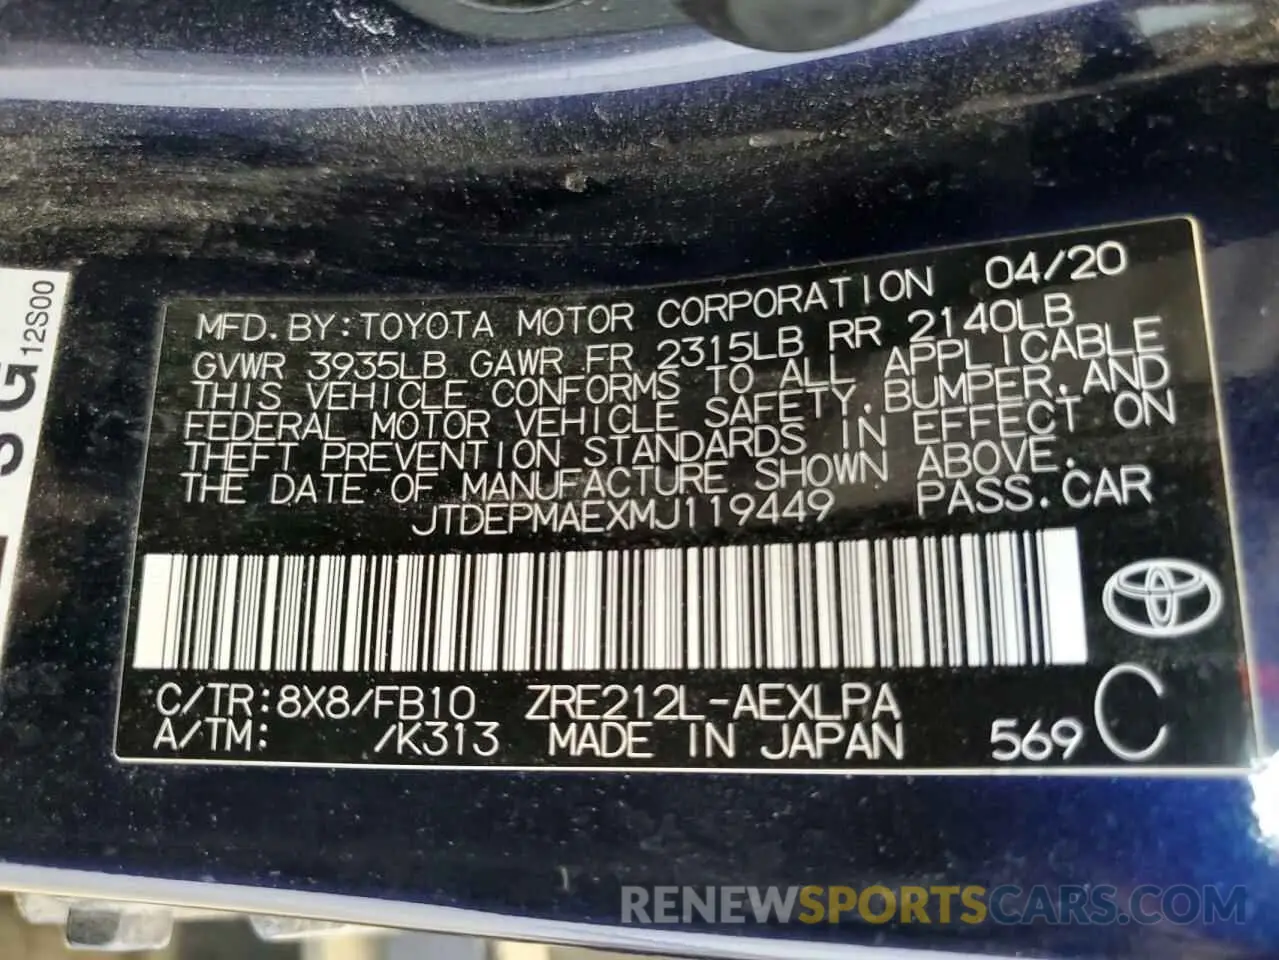 12S00
MFD. BY: TOYOTA MOTOR CORPORATION 04/20
GVWR 3935LB GAWR FR 2315LB RR 2140LB
THIS VEHICLE CONFORMS TO ALL APPLICABLE
FEDERAL MOTOR VEHICLE SAFETY, BUMPER, AND
THEFT PREVENTION STANDARDS IN EFFECT ON
THE DATE OF MANUFACTURE SHOWN ABOVE.
JTDEPMAEXMJ119449 PASS. CAR
C/TR: 8X8/FB10 ZRE212L-AEXLPA
A/TM: /K313 MADE IN JAPAN 569 C
RENEWSPORTSCARS.COM